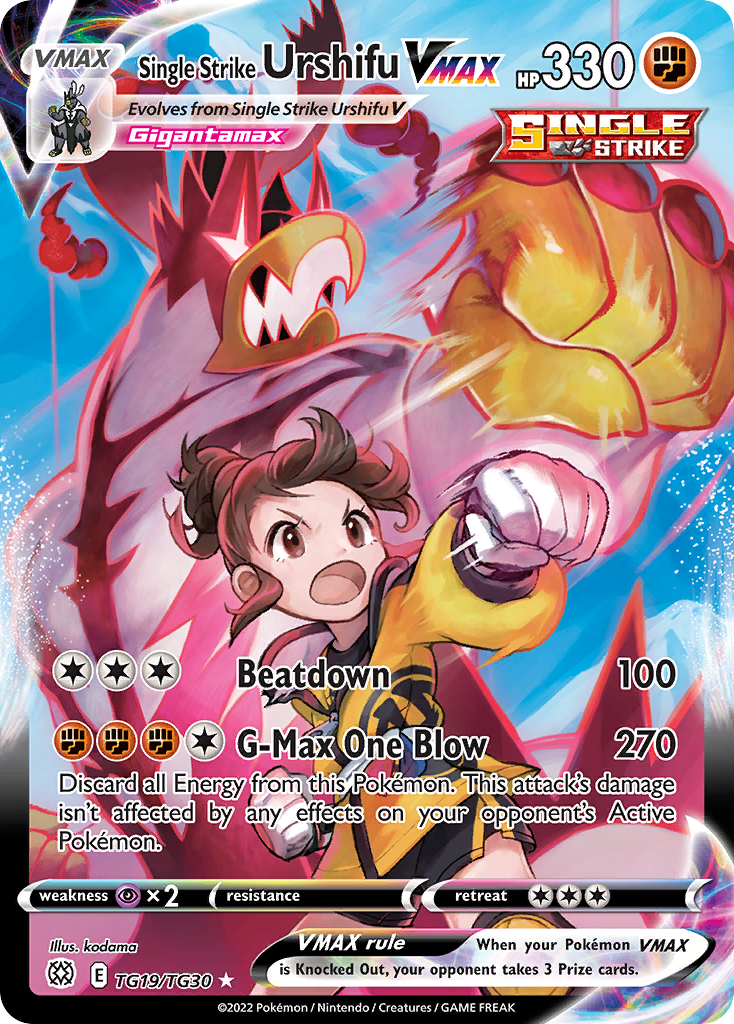 VMAX
Single Strike Urshifu VMAX HP 330
Evolves from Single Strike Urshifu V
Gigantamax
SINGLE
STRIKE
Beatdown 100
G-Max One Blow 270
Discard all Energy from this Pokémon. This attack's damage
isn't affected by any effects on your opponent's Active
Pokémon.
weakness ×2 resistance retreat
Illus. kodama
VMAX rule When your Pokémon VMAX
is Knocked Out, your opponent takes 3 Prize cards.
E TG19/TG30 ★
©2022 Pokémon / Nintendo / Creatures / GAME FREAK